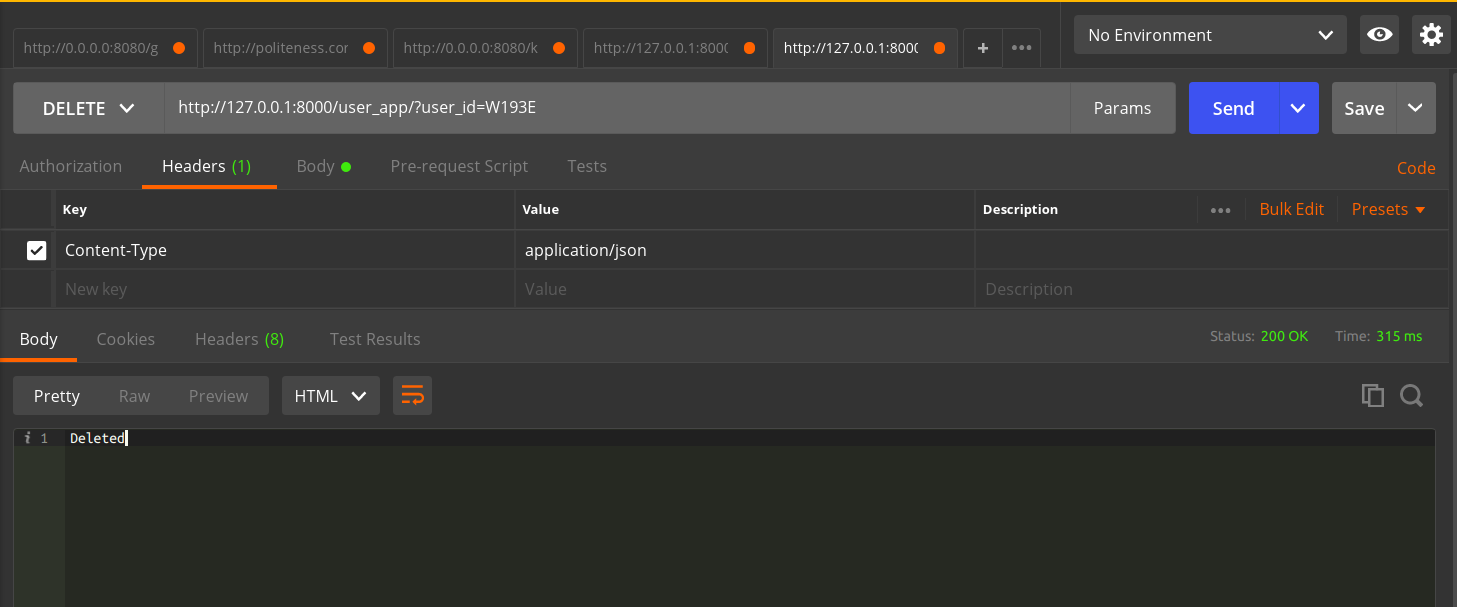 http://0.0.0.0:8080/g http://politeness.cor http://0.0.0.0:8080/k http://127.0.0.1:8000 http://127.0.0.1:8000 + ••• No Environment
DELETE http://127.0.0.1:8000/user_app/?user_id=W193E Params Send Save
Authorization Headers (1) Body Pre-request Script Tests Code
Key Value Description ••• Bulk Edit Presets
Content-Type application/json
New key Value Description
Body Cookies Headers (8) Test Results Status: 200 OK Time: 315 ms
Pretty Raw Preview HTML
i 1 Deleted